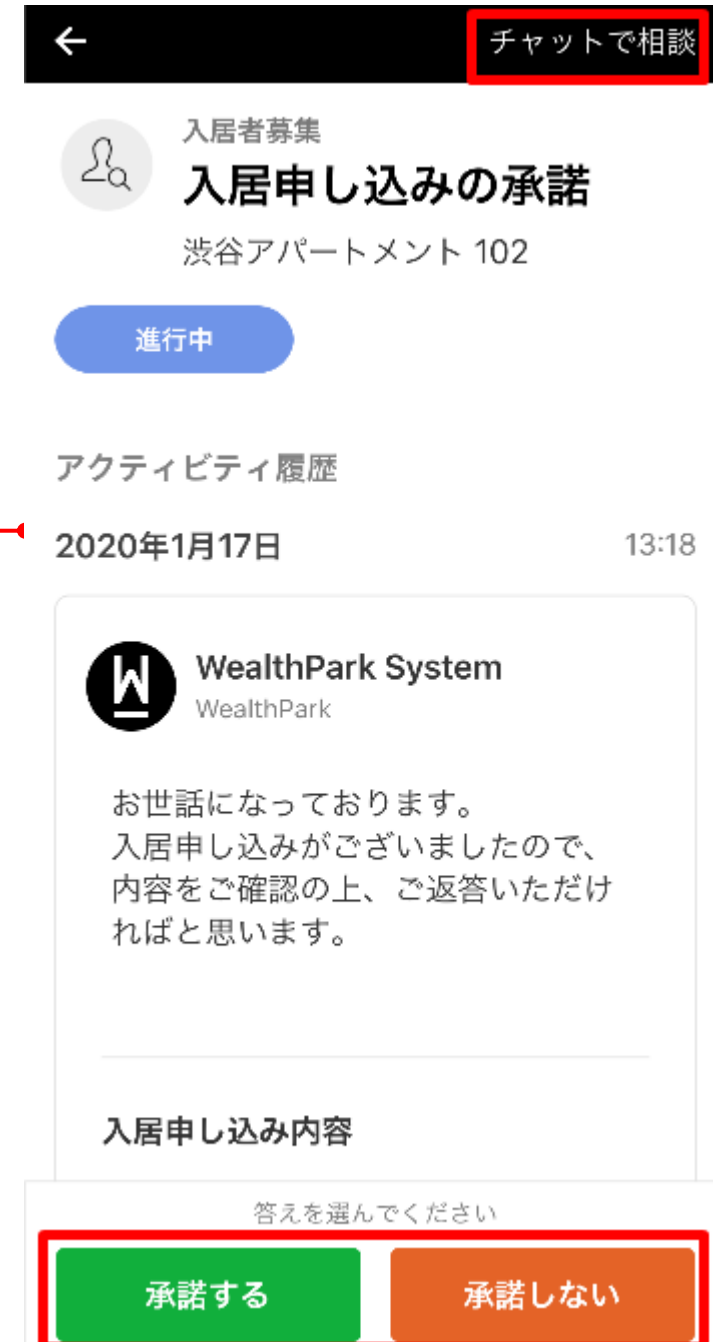 チャットで相談
入居者募集
入居申し込みの承諾
渋谷アパートメント 102
進行中
アクティビティ履歴
2020年1月17日 13:18
WealthPark System
WealthPark
お世話になっております。
入居申し込みがございましたので、
内容をご確認の上、ご返答いただけ
ればと思います。
入居申し込み内容
答えを選んでください
承諾する 承諾しない